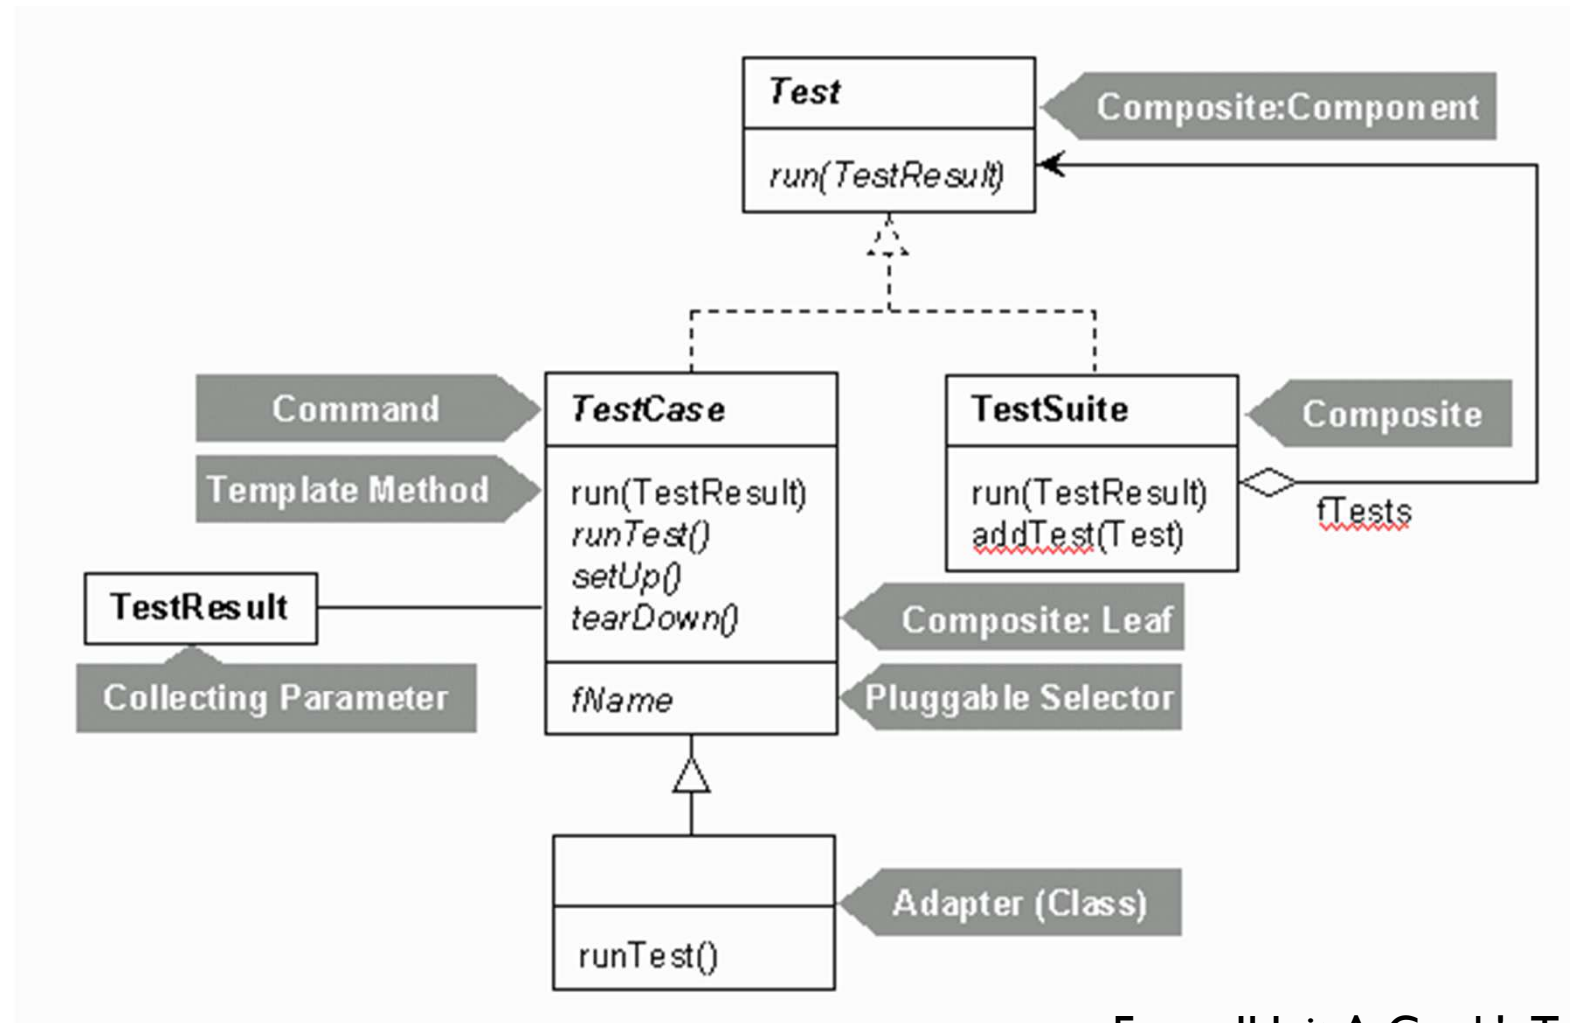 Test
Composite:Component
run(TestResult)
Command
TestCase
TestSuite
Composite
Template Method
run(TestResult)
runTest()
setUp()
tearDown()
run(TestResult)
addTest(Test)
fTests
TestResult
Composite: Leaf
Collecting Parameter
fName
Pluggable Selector
Adapter (Class)
runTest()